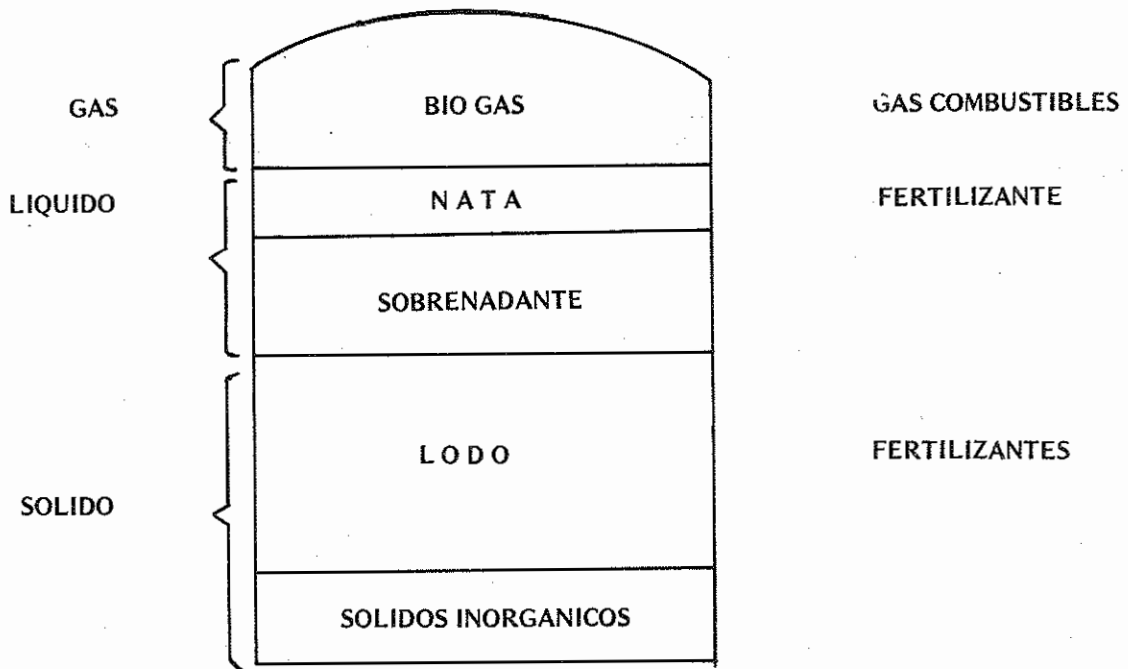 GAS BIO GAS GAS COMBUSTIBLES
LIQUIDO N A T A FERTILIZANTE
SOBRENADANTE
L O D O FERTILIZANTES
SOLIDO
SOLIDOS INORGANICOS